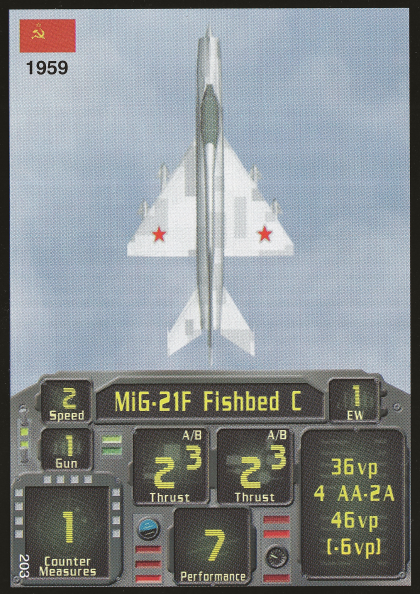 1959
MiG-21F Fishbed C
2
Speed
1
EW
1
Gun
A/B
2 3
Thrust
A/B
2 3
Thrust
36vp
4 AA-2A
46vp
(-6vp)
1
Counter
Measures
7
Performance
203